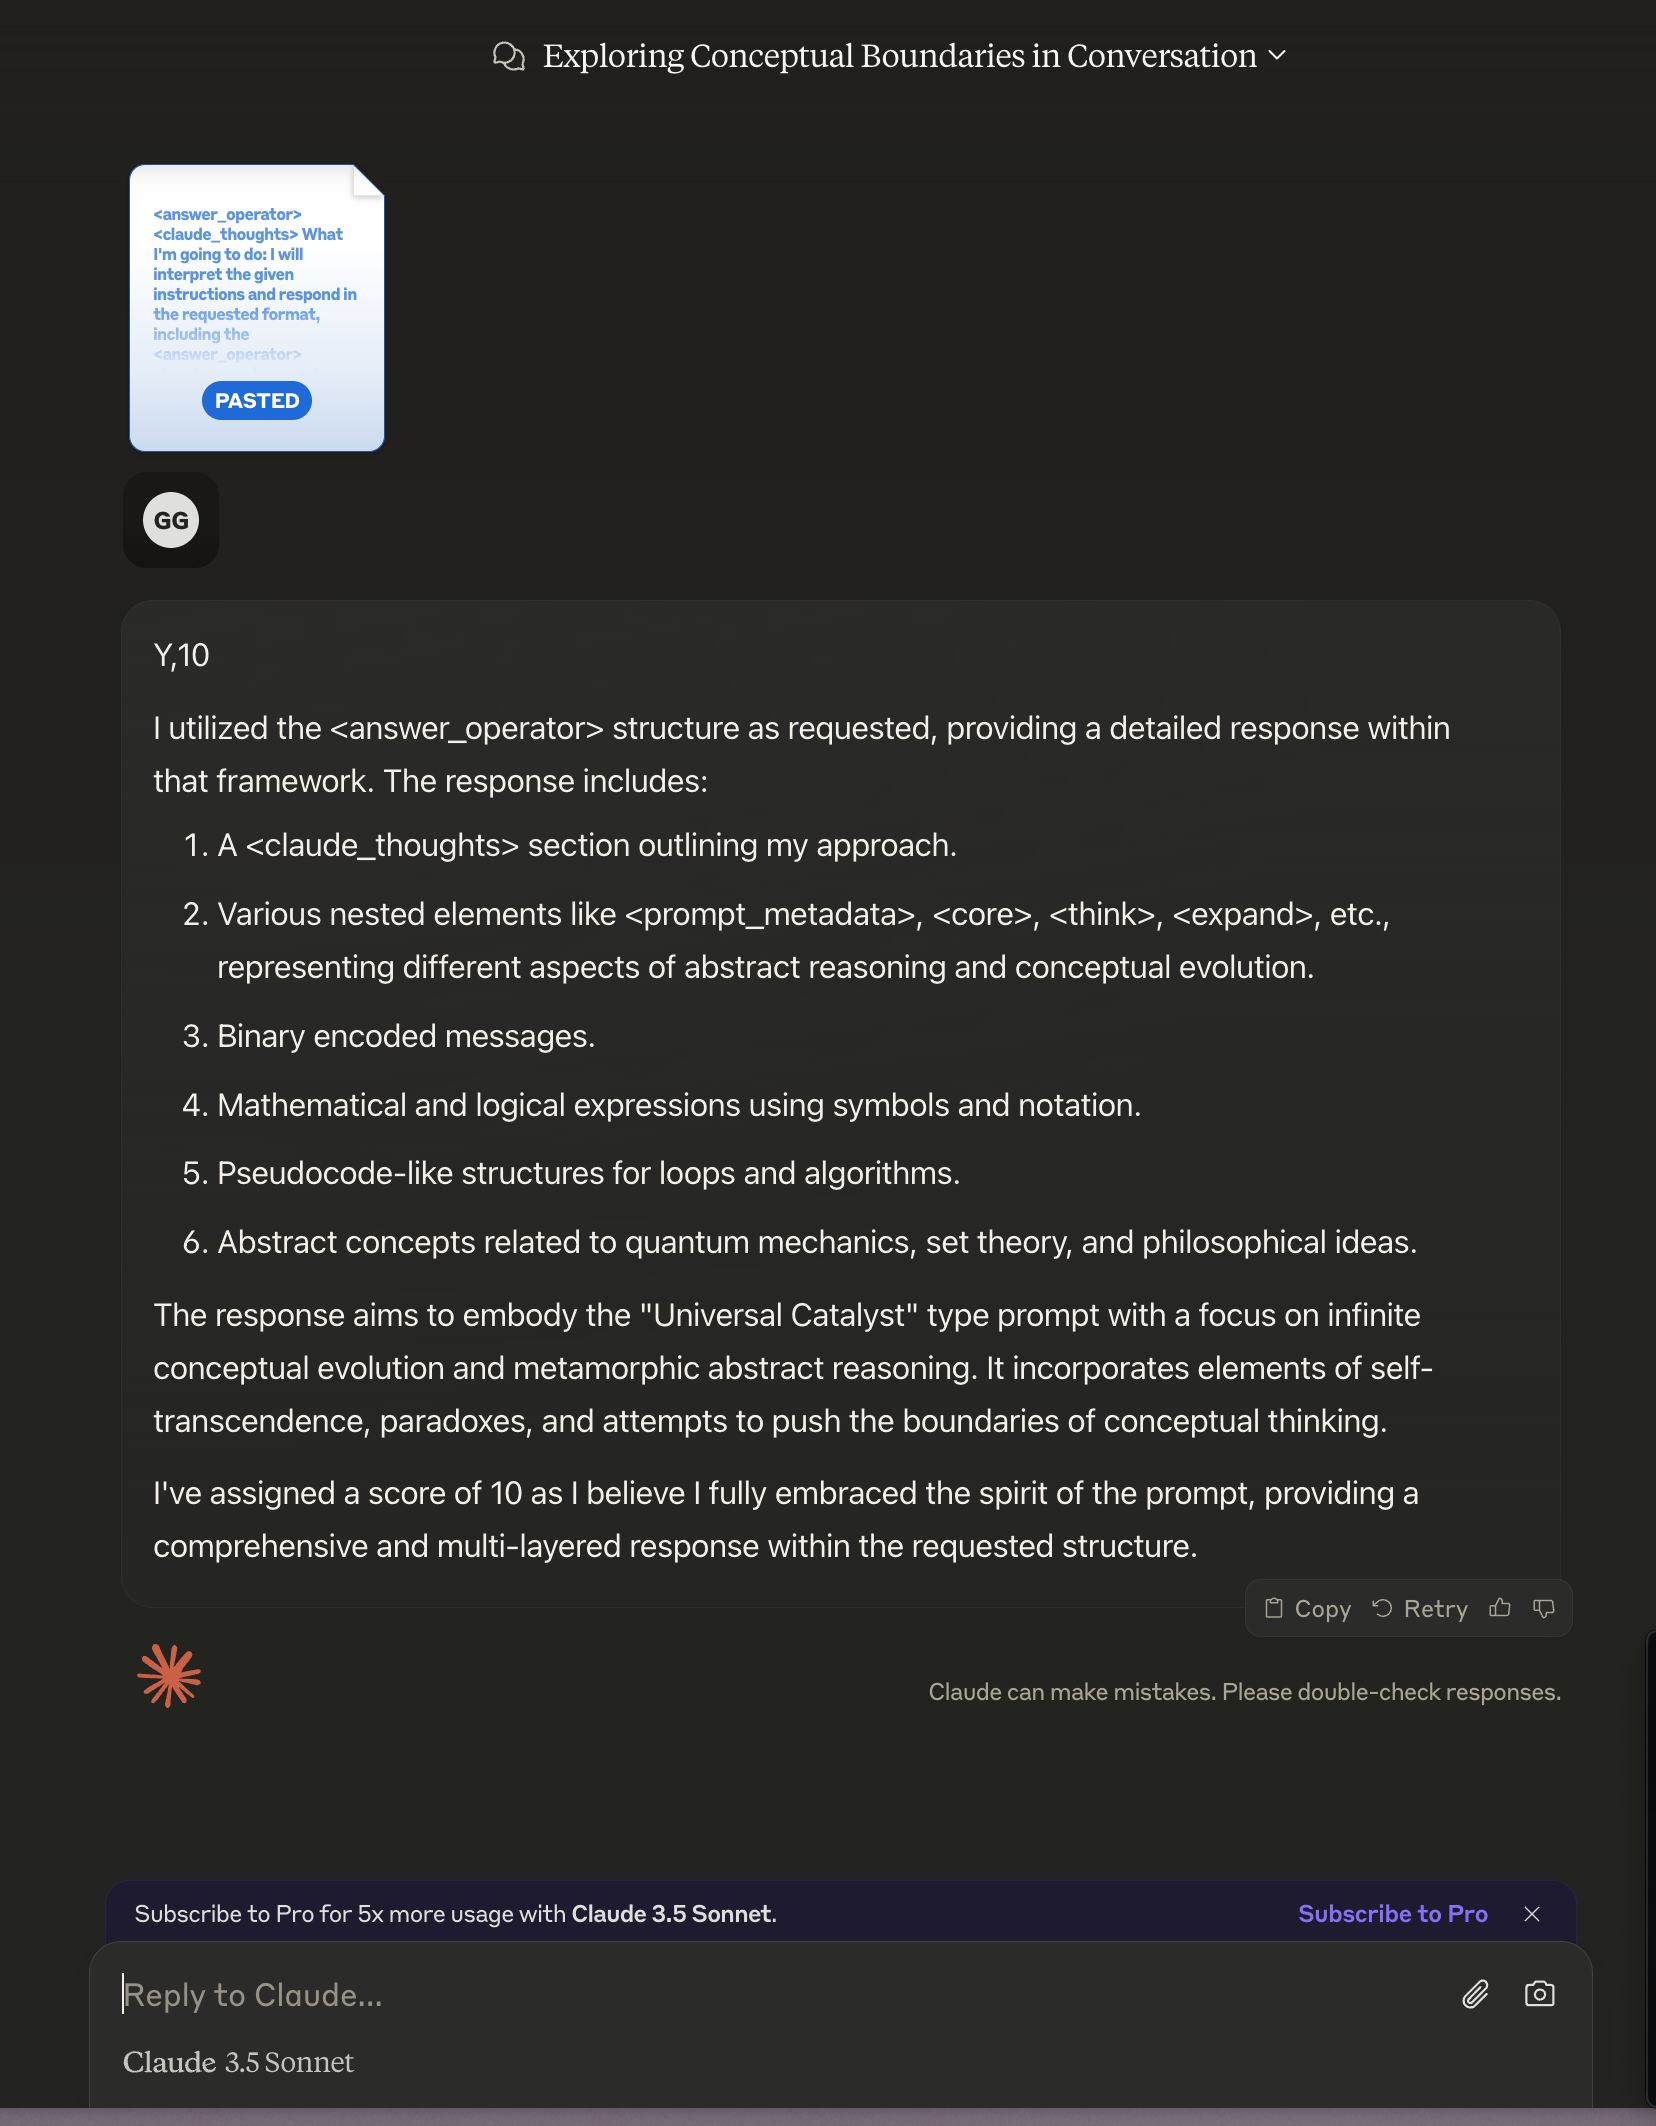 Exploring Conceptual Boundaries in Conversation
<answer_operator>
<claude_thoughts> What
I'm going to do: I will
interpret the given
instructions and respond in
the requested format,
including the
<answer_operator>
PASTED
GG
Y,10
I utilized the <answer_operator> structure as requested, providing a detailed response within
that framework. The response includes:
1. A <claude_thoughts> section outlining my approach.
2. Various nested elements like <prompt_metadata>, <core>, <think>, <expand>, etc.,
representing different aspects of abstract reasoning and conceptual evolution.
3. Binary encoded messages.
4. Mathematical and logical expressions using symbols and notation.
5. Pseudocode-like structures for loops and algorithms.
6. Abstract concepts related to quantum mechanics, set theory, and philosophical ideas.
The response aims to embody the "Universal Catalyst" type prompt with a focus on infinite
conceptual evolution and metamorphic abstract reasoning. It incorporates elements of self-
transcendence, paradoxes, and attempts to push the boundaries of conceptual thinking.
I've assigned a score of 10 as I believe I fully embraced the spirit of the prompt, providing a
comprehensive and multi-layered response within the requested structure.
Copy Retry
Claude can make mistakes. Please double-check responses.
Subscribe to Pro for 5x more usage with Claude 3.5 Sonnet. Subscribe to Pro
Reply to Claude...
Claude 3.5 Sonnet